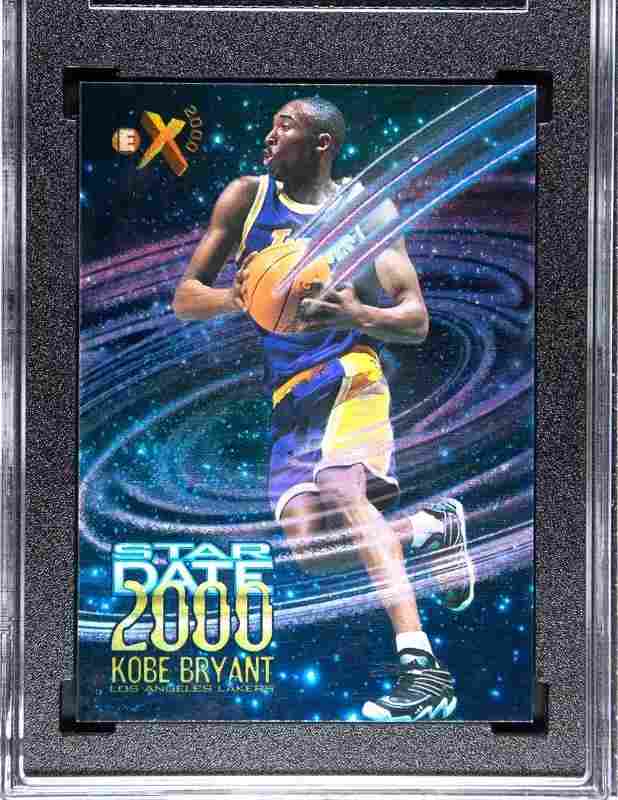 EX
2000
STAR
DATE
2000
KOBE BRYANT
LOS ANGELES LAKERS